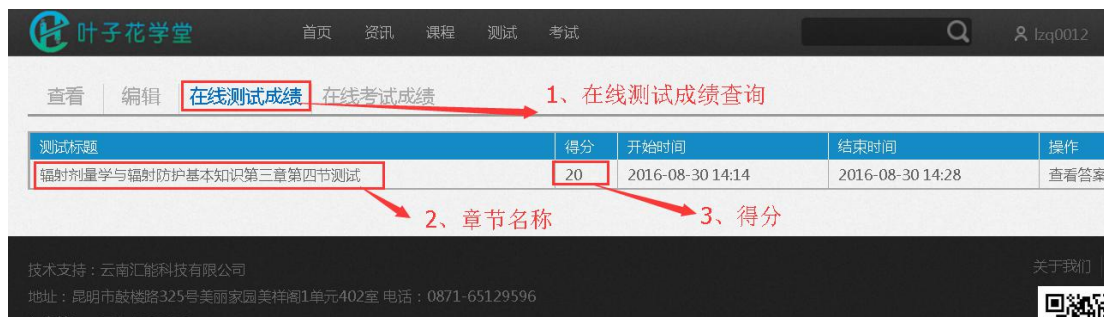 叶子花学堂 首页 资讯 课程 测试 考试 lzq0012
查看 编辑 在线测试成绩 在线考试成绩 1、在线测试成绩查询
测试标题 得分 开始时间 结束时间 操作
辐射剂量学与辐射防护基本知识第三章第四节测试 20 2016-08-30 14:14 2016-08-30 14:28 查看答案
2、章节名称 3、得分
技术支持：云南汇能科技有限公司 关于我们
地址：昆明市鼓楼路325号美丽家园美祥阁1单元402室 电话：0871-65129596